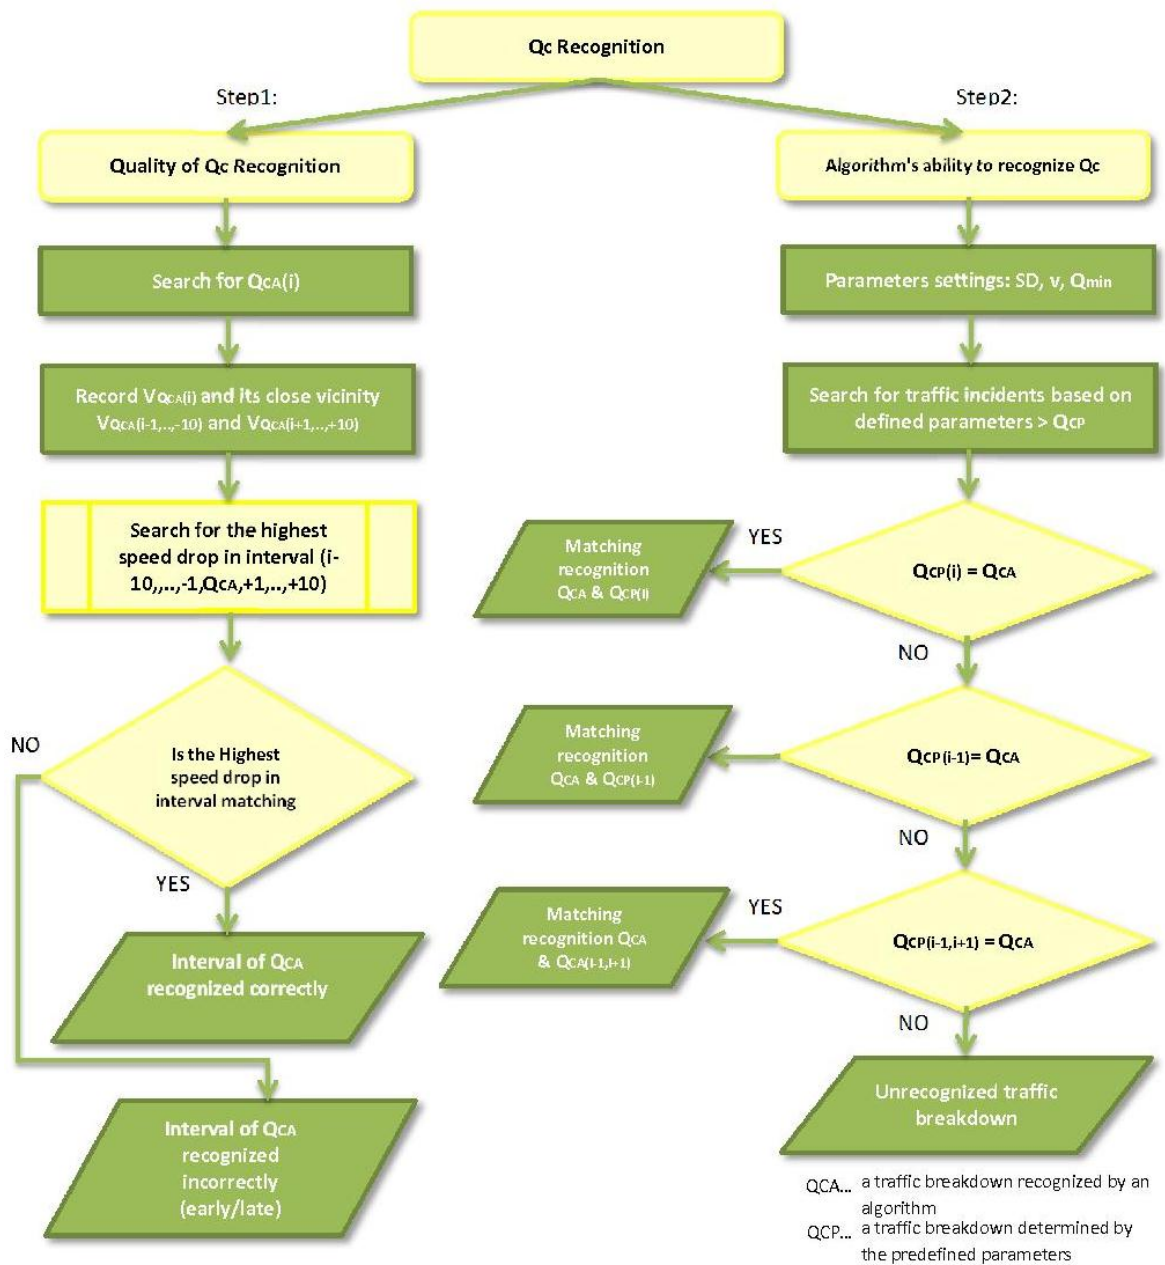 Qc Recognition
Step1:
Step2:
Quality of Qc Recognition
Search for QCA(i)
Record VQCA(i) and its close vicinity
VQCA(i-1,..,-10) and VQCA(i+1,..,+10)
Search for the highest
speed drop in interval (i-
10,,..,-1,QCA,+1,..,+10)
Is the Highest
speed drop in
interval matching
NO
YES
Interval of QCA
recognized correctly
Interval of QCA
recognized
incorrectly
(early/late)
Algorithm's ability to recognize Qc
Parameters settings: SD, v, Qmin
Search for traffic incidents based on
defined parameters > QCP
QCP(i) = QCA
YES
Matching
recognition
QCA & QCP(i)
NO
QCP(i-1)= QCA
Matching
recognition
QCA & QCP(i-1)
NO
QCP(i-1,i+1) = QCA
YES
Matching
recognition QCA
& QCA(i-1,i+1)
NO
Unrecognized traffic
breakdown
QCA... a traffic breakdown recognized by an
algorithm
QCP... a traffic breakdown determined by
the predefined parameters